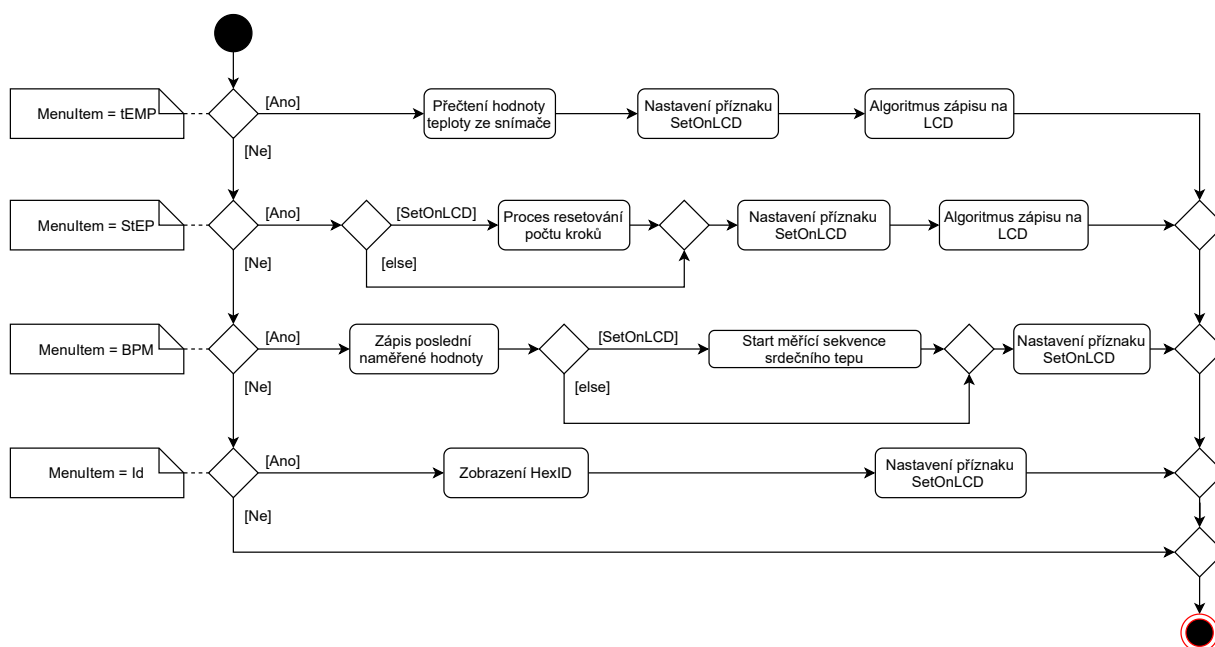 MenuItem = tEMP
[Ano]
Přečtení hodnoty
teploty ze snímače
Nastavení příznaku
SetOnLCD
Algoritmus zápisu na
LCD
[Ne]
MenuItem = StEP
[Ano]
[SetOnLCD]
Proces resetování
počtu kroků
Nastavení příznaku
SetOnLCD
Algoritmus zápisu na
LCD
[Ne]
[else]
MenuItem = BPM
[Ano]
Zápis poslední
naměřené hodnoty
[SetOnLCD]
Start měřící sekvence
srdečního tepu
Nastavení příznaku
SetOnLCD
[Ne]
[else]
MenuItem = Id
[Ano]
Zobrazení HexID
Nastavení příznaku
SetOnLCD
[Ne]